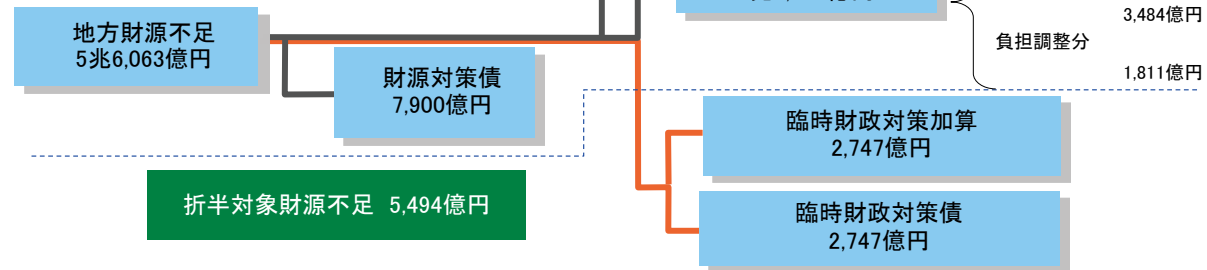 3,484億円
地方財源不足
5兆6,063億円
負担調整分
財源対策債
7,900億円
1,811億円
臨時財政対策加算
2,747億円
折半対象財源不足 5,494億円
臨時財政対策債
2,747億円